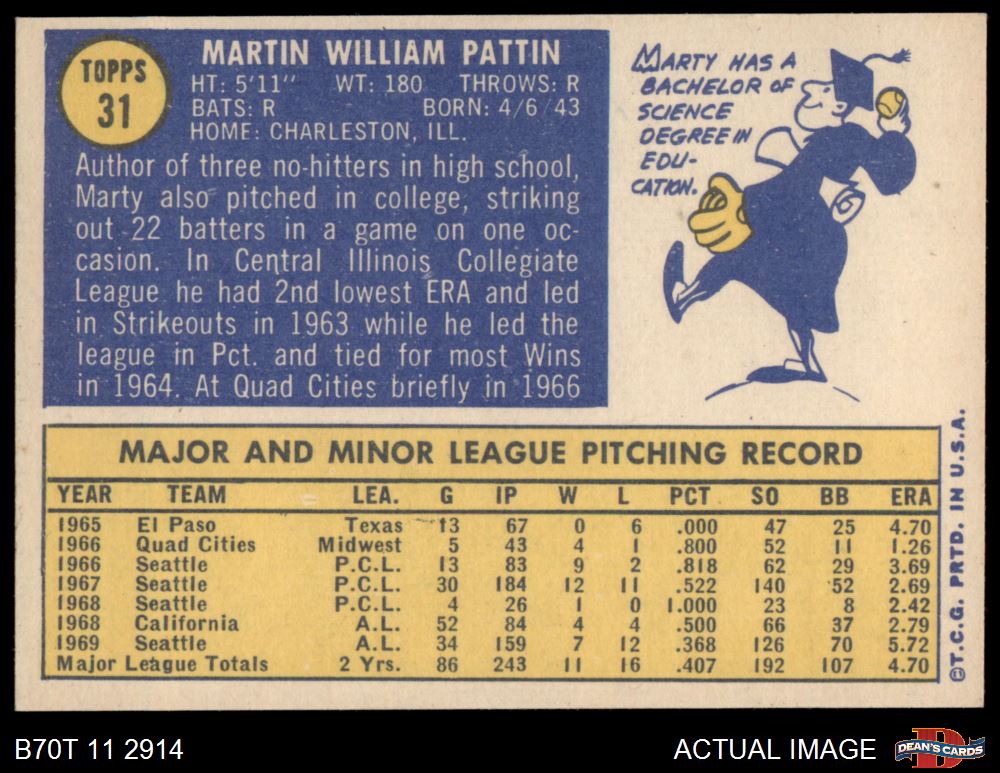 TOPPS
31
MARTIN WILLIAM PATTIN
HT: 5'11" WT: 180 THROWS: R
BATS: R BORN: 4/6/43
HOME: CHARLESTON, ILL.
Author of three no-hitters in high school,
Marty also pitched in college, striking
out 22 batters in a game on one oc-
casion. In Central Illinois Collegiate
League he had 2nd lowest ERA and led
in Strikeouts in 1963 while he led the
league in Pct. and tied for most Wins
in 1964. At Quad Cities briefly in 1966
MARTY HAS A
BACHELOR OF
SCIENCE
DEGREE IN
EDU-
CATION.
MAJOR AND MINOR LEAGUE PITCHING RECORD
YEAR TEAM LEA. G IP W L PCT SO BB ERA
1965 El Paso Texas 13 67 0 6 .000 47 25 4.70
1966 Quad Cities Midwest 5 43 4 1 .800 52 11 1.26
1966 Seattle P.C.L. 13 83 9 2 .818 62 29 3.69
1967 Seattle P.C.L. 30 184 12 11 .522 140 52 2.69
1968 Seattle P.C.L. 4 26 1 0 1.000 23 8 2.42
1968 California A.L. 52 84 4 4 .500 66 37 2.79
1969 Seattle A.L. 34 159 7 12 .368 126 70 5.72
Major League Totals 2 Yrs. 86 243 11 16 .407 192 107 4.70
©T.C.G. PRTD. IN U.S.A.
B70T 11 2914
ACTUAL IMAGE
DEAN'S CARDS